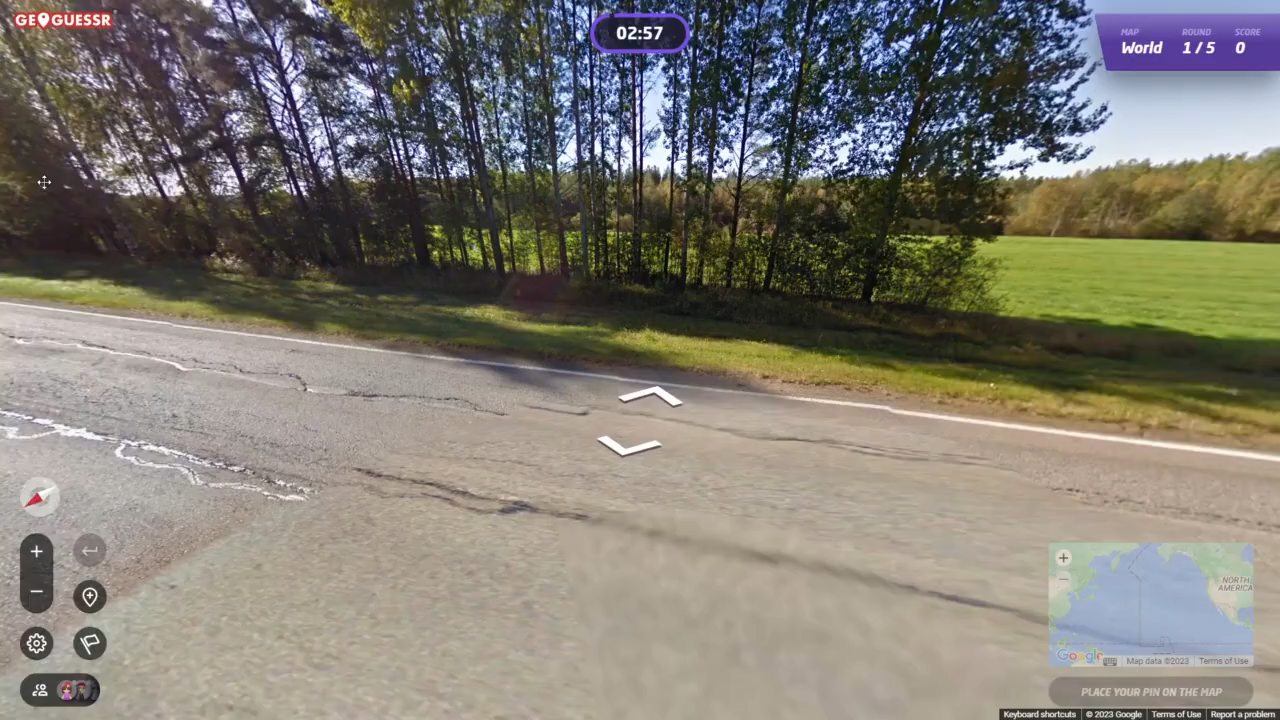 GEOGUESSR
02:57
MAP ROUND SCORE
World 1 / 5 0
NORTH
AMERICA
Google
Map data ©2023 Terms of Use
PLACE YOUR PIN ON THE MAP
Keyboard shortcuts © 2023 Google Terms of Use Report a problem